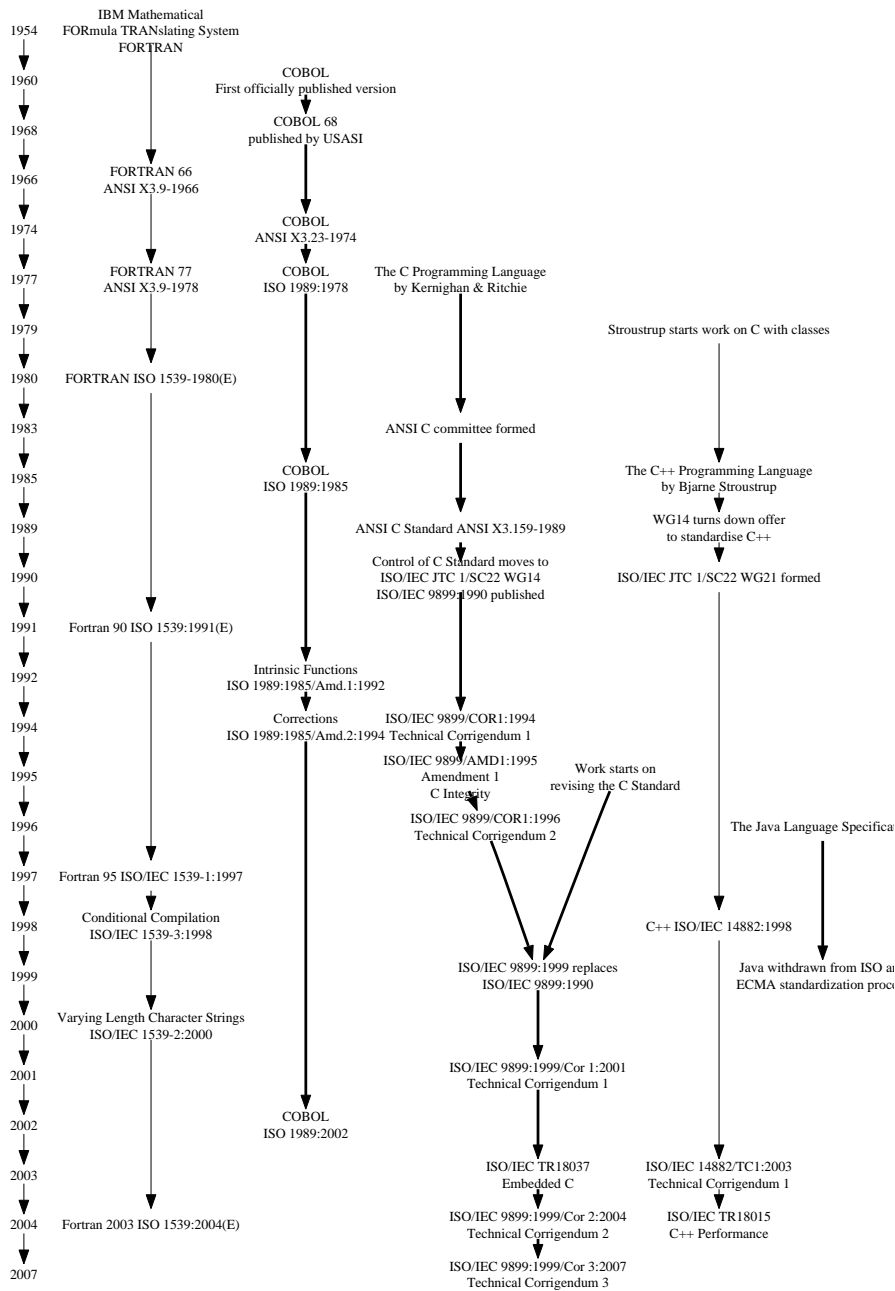 IBM Mathematical
1954
FORmula TRANslating System
FORTRAN
1960
COBOL
First officially published version
1968
COBOL 68
published by USASI
1966
FORTRAN 66
ANSI X3.9-1966
1974
COBOL
ANSI X3.23-1974
1977
FORTRAN 77
ANSI X3.9-1978
COBOL
ISO 1989:1978
The C Programming Language
by Kernighan & Ritchie
1979
Stroustrup starts work on C with classes
1980
FORTRAN ISO 1539-1980(E)
1983
ANSI C committee formed
1985
COBOL
ISO 1989:1985
The C++ Programming Language
by Bjarne Stroustrup
1989
ANSI C Standard ANSI X3.159-1989
WG14 turns down offer
to standardise C++
1990
Control of C Standard moves to
ISO/IEC JTC 1/SC22 WG14
ISO/IEC 9899:1990 published
ISO/IEC JTC 1/SC22 WG21 formed
1991
Fortran 90 ISO 1539:1991(E)
1992
Intrinsic Functions
ISO 1989:1985/Amd.1:1992
1994
Corrections
ISO 1989:1985/Amd.2:1994
ISO/IEC 9899/COR1:1994
Technical Corrigendum 1
1995
ISO/IEC 9899/AMD1:1995
Amendment 1
C Integrity
Work starts on
revising the C Standard
1996
ISO/IEC 9899/COR1:1996
Technical Corrigendum 2
The Java Language
1997
Fortran 95 ISO/IEC 1539-1:1997
1998
Conditional Compilation
ISO/IEC 1539-3:1998
C++ ISO/IEC 14882:1998
1999
ISO/IEC 9899:1999 replaces
ISO/IEC 9899:1990
Java withdrawn from ISO
ECMA standardization
2000
Varying Length Character Strings
ISO/IEC 1539-2:2000
2001
ISO/IEC 9899:1999/Cor 1:2001
Technical Corrigendum 1
2002
COBOL
ISO 1989:2002
2003
ISO/IEC TR18037
Embedded C
ISO/IEC 14882/TC1:2003
Technical Corrigendum 1
2004
Fortran 2003 ISO 1539:2004(E)
ISO/IEC 9899:1999/Cor 2:2004
Technical Corrigendum 2
ISO/IEC TR18015
C++ Performance
2007
ISO/IEC 9899:1999/Cor 3:2007
Technical Corrigendum 3